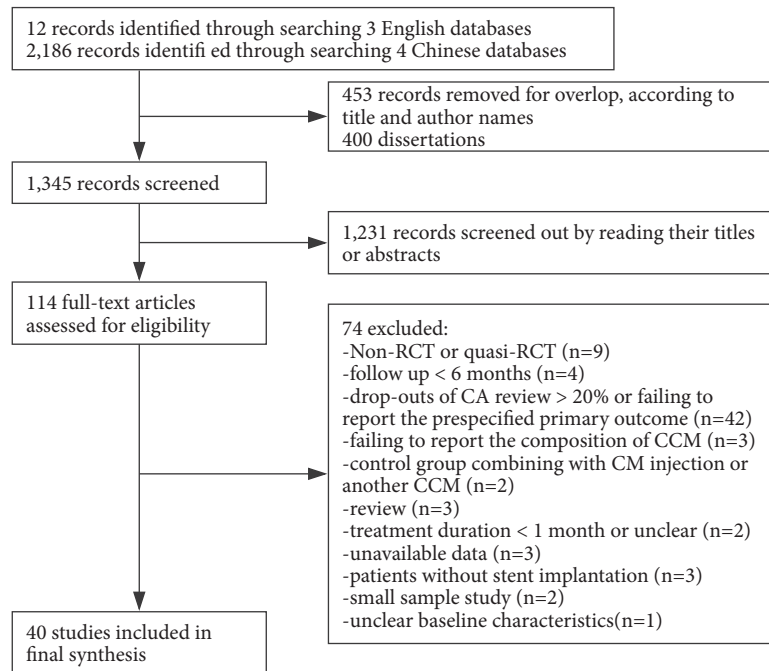 12 records identified through searching 3 English databases
2,186 records identifi ed through searching 4 Chinese databases
453 records removed for overlop, according to
title and author names
400 dissertations
1,345 records screened
1,231 records screened out by reading their titles
or abstracts
114 full-text articles
assessed for eligibility
74 excluded:
-Non-RCT or quasi-RCT (n=9)
-follow up < 6 months (n=4)
-drop-outs of CA review > 20% or failing to
report the prespecified primary outcome (n=42)
-failing to report the composition of CCM (n=3)
-control group combining with CM injection or
another CCM (n=2)
-review (n=3)
-treatment duration < 1 month or unclear (n=2)
-unavailable data (n=3)
-patients without stent implantation (n=3)
-small sample study (n=2)
-unclear baseline characteristics(n=1)
40 studies included in
final synthesis